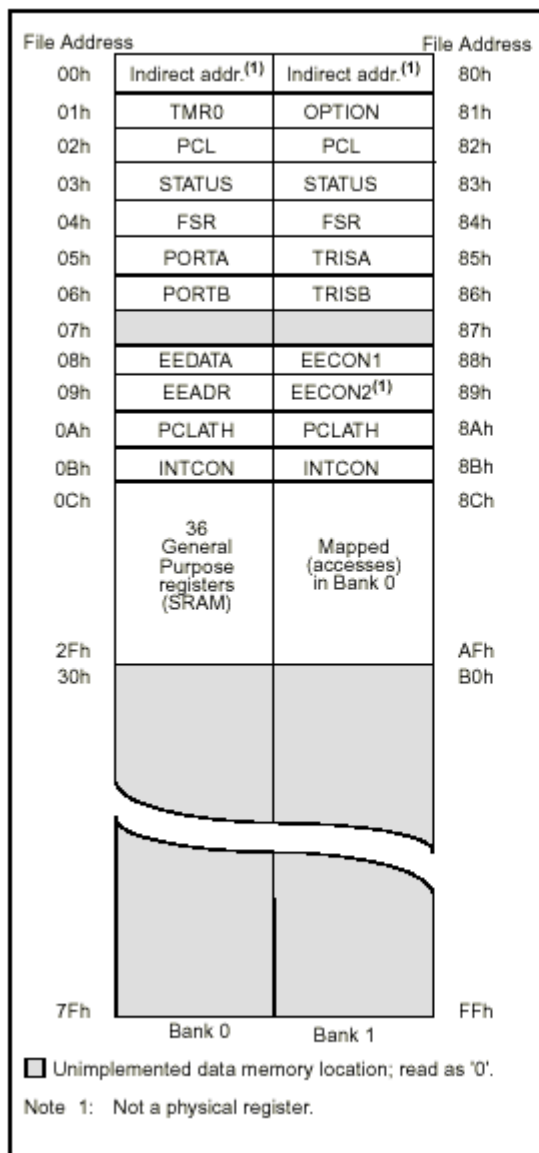 File Address File Address
00h Indirect addr.(1) Indirect addr.(1) 80h
01h TMR0 OPTION 81h
02h PCL PCL 82h
03h STATUS STATUS 83h
04h FSR FSR 84h
05h PORTA TRISA 85h
06h PORTB TRISB 86h
07h 87h
08h EEDATA EECON1 88h
09h EEADR EECON2(1) 89h
0Ah PCLATH PCLATH 8Ah
0Bh INTCON INTCON 8Bh
0Ch 8Ch
36
General
Purpose
registers
(SRAM)
Mapped
(accesses)
in Bank 0
2Fh AFh
30h B0h
7Fh FFh
Bank 0 Bank 1
Unimplemented data memory location; read as '0'.
Note 1: Not a physical register.